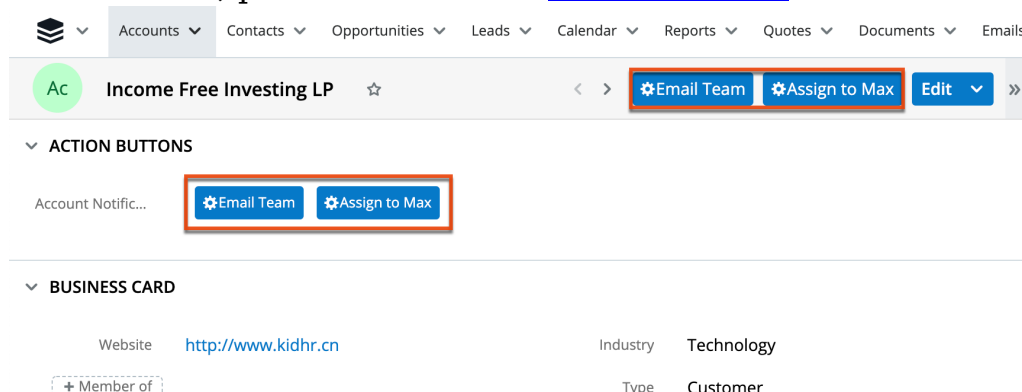 Accounts Contacts Opportunities Leads Calendar Reports Quotes Documents Emails
Ac Income Free Investing LP Email Team Assign to Max Edit
ACTION BUTTONS
Account Notific... Email Team Assign to Max
BUSINESS CARD
Website http://www.kidhr.cn Industry Technology
+ Member of Type Customer